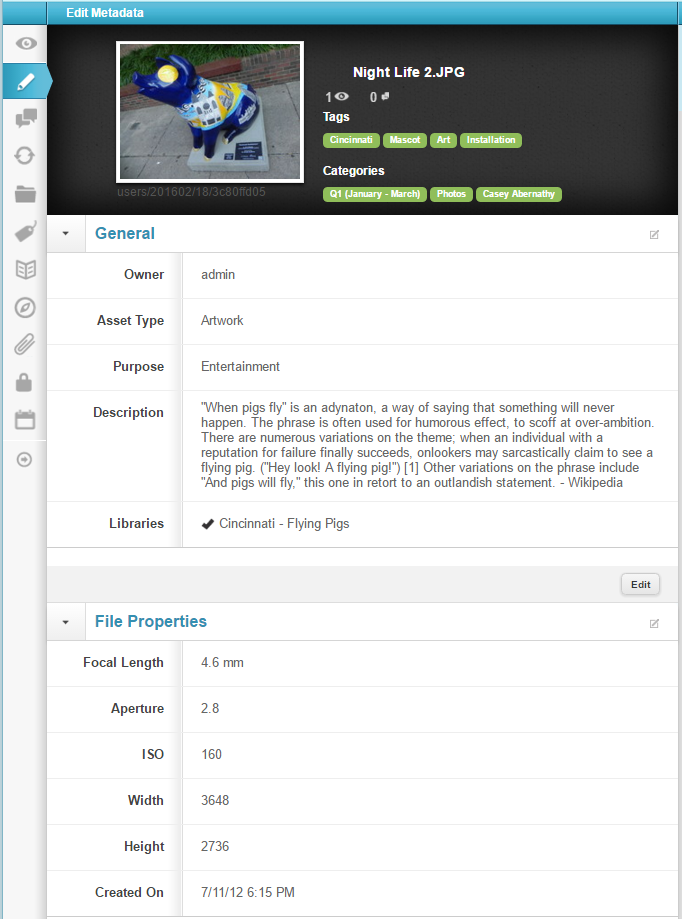 Edit Metadata
Night Life 2.JPG
1 0
Tags
Cincinnati Mascot Art Installation
users/201602/18/3c80ffd05
Categories
Q1 (January - March) Photos Casey Abernathy
General
Owner admin
Asset Type Artwork
Purpose Entertainment
Description "When pigs fly" is an adynaton, a way of saying that something will never
happen. The phrase is often used for humorous effect, to scoff at over-ambition.
There are numerous variations on the theme; when an individual with a
reputation for failure finally succeeds, onlookers may sarcastically claim to see a
flying pig. ("Hey look! A flying pig!") [1] Other variations on the phrase include
"And pigs will fly," this one in retort to an outlandish statement. - Wikipedia
Libraries Cincinnati - Flying Pigs
Edit
File Properties
Focal Length 4.6 mm
Aperture 2.8
ISO 160
Width 3648
Height 2736
Created On 7/11/12 6:15 PM